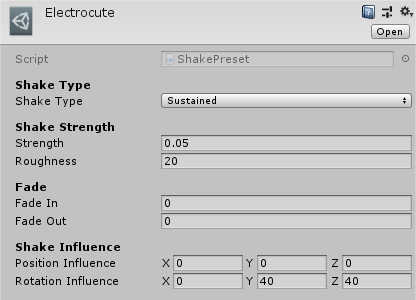 Electrocute
Open
Script ShakePreset
Shake Type
Shake Type Sustained
Shake Strength
Strength 0.05
Roughness 20
Fade
Fade In 0
Fade Out 0
Shake Influence
Position Influence X 0 Y 0 Z 0
Rotation Influence X 0 Y 40 Z 40